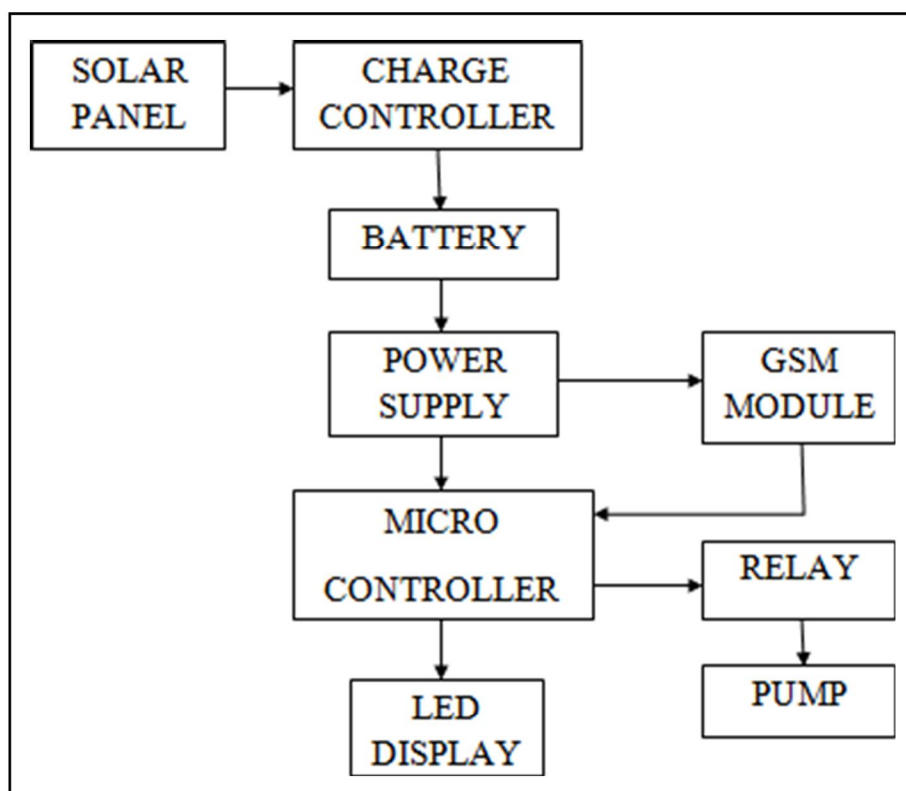 SOLAR
PANEL
CHARGE
CONTROLLER
BATTERY
POWER
SUPPLY
GSM
MODULE
MICRO
CONTROLLER
RELAY
PUMP
LED
DISPLAY